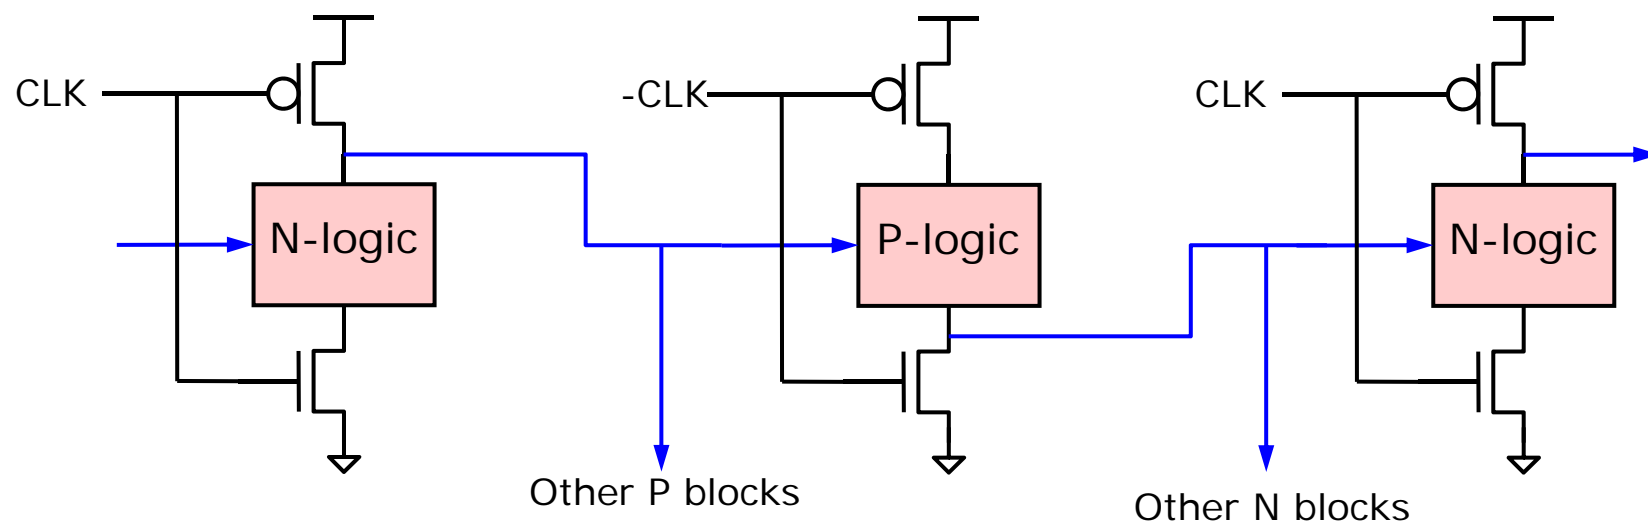 CLK
-CLK
CLK
N-logic
P-logic
N-logic
Other P blocks
Other N blocks